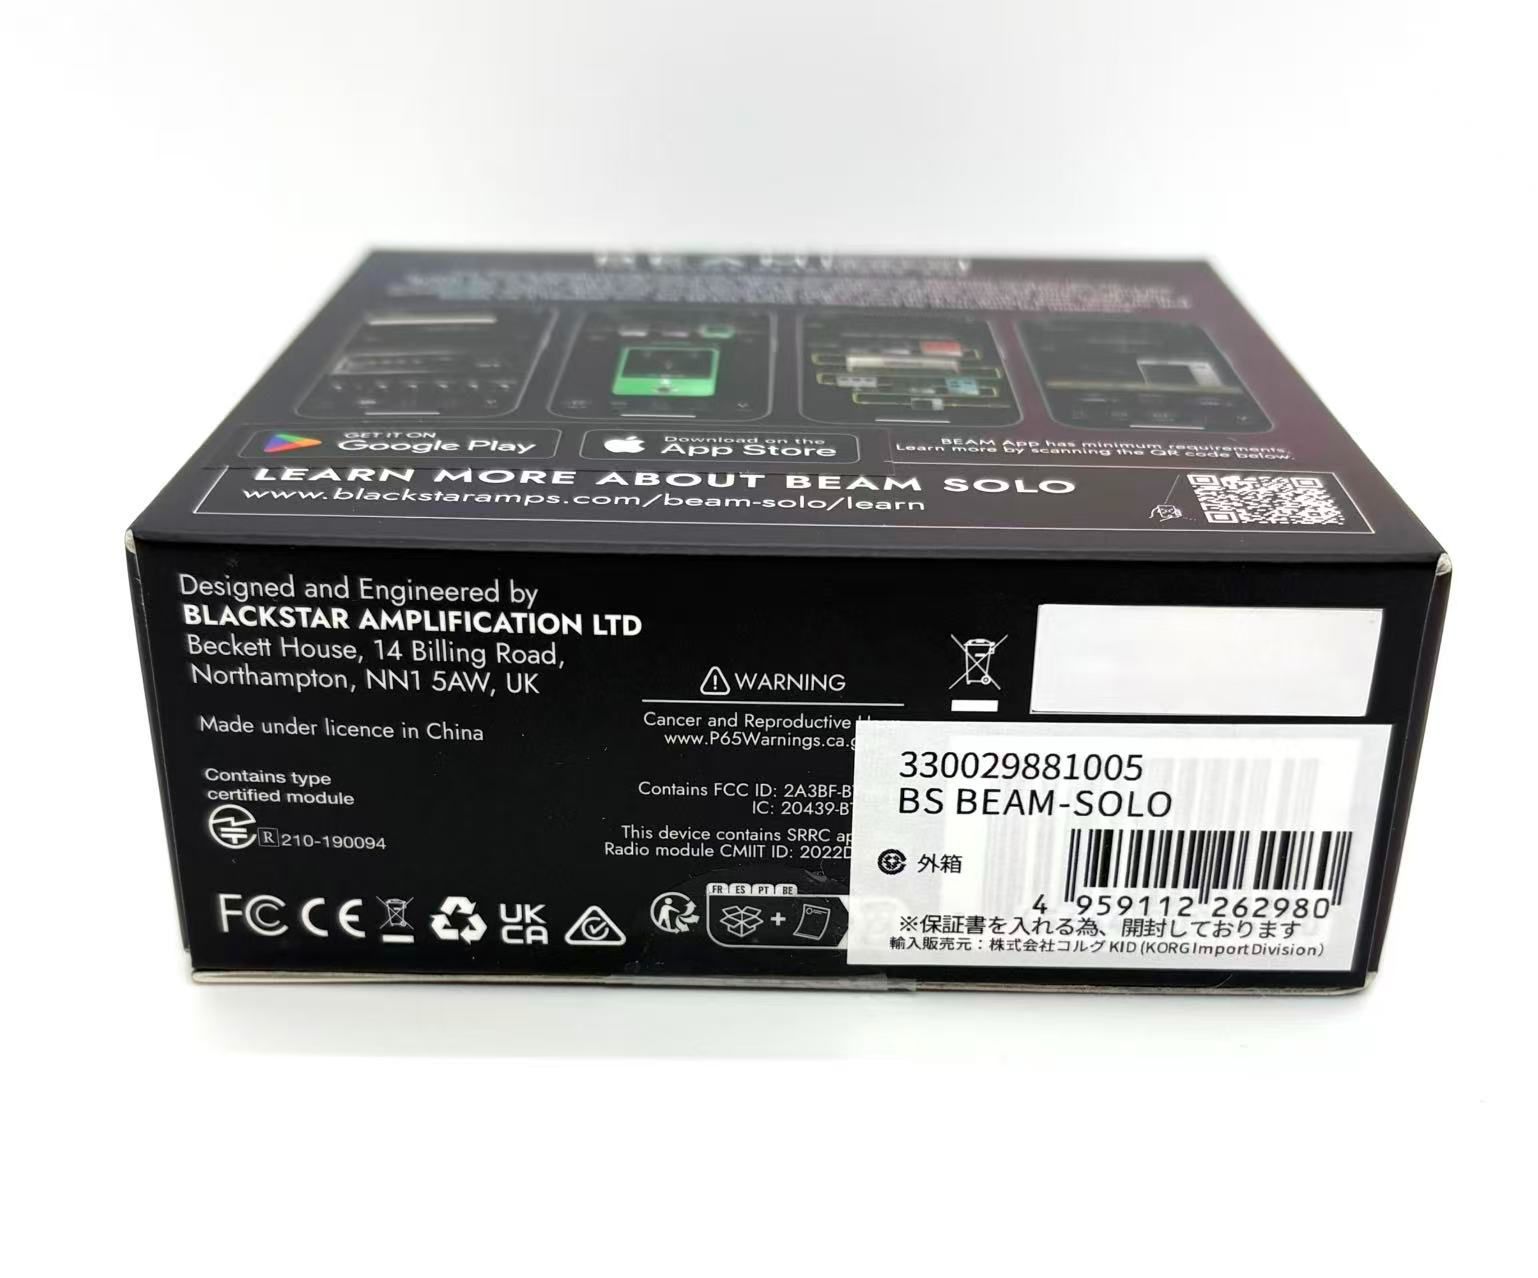 GET IT ON
Google Play
Download on the
App Store
BEAM App has minimum requirements.
Learn more by scanning the QR code below.
LEARN MORE ABOUT BEAM SOLO
www.blackstaramps.com/beam-solo/learn
Designed and Engineered by
BLACKSTAR AMPLIFICATION LTD
Beckett House, 14 Billing Road,
Northampton, NN1 5AW, UK
Made under licence in China
Contains type
certified module
R 210-190094
FC CE
UK
CA
WARNING
Cancer and Reproductive
www.P65Warnings.ca.g
Contains FCC ID: 2A3BF-B
IC: 20439-BT
This device contains SRRC ap
Radio module CMIIT ID: 2022D
FR ES PT BE
330029881005
BS BEAM-SOLO
外箱
4 959112 262980
※保証書を入れる為、開封しております
輸入販売元:株式会社コルグ KID (KORG Import Division)